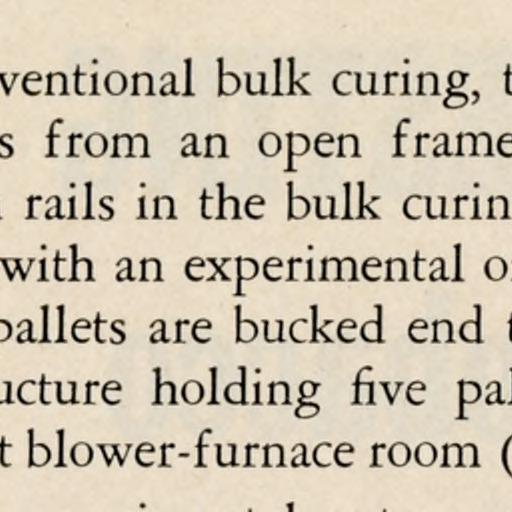 ventional bulk curing, t
s from an open frame
rails in the bulk curin
with an experimental o
pallets are bucked end t
ucture holding five pal
t blower-furnace room (